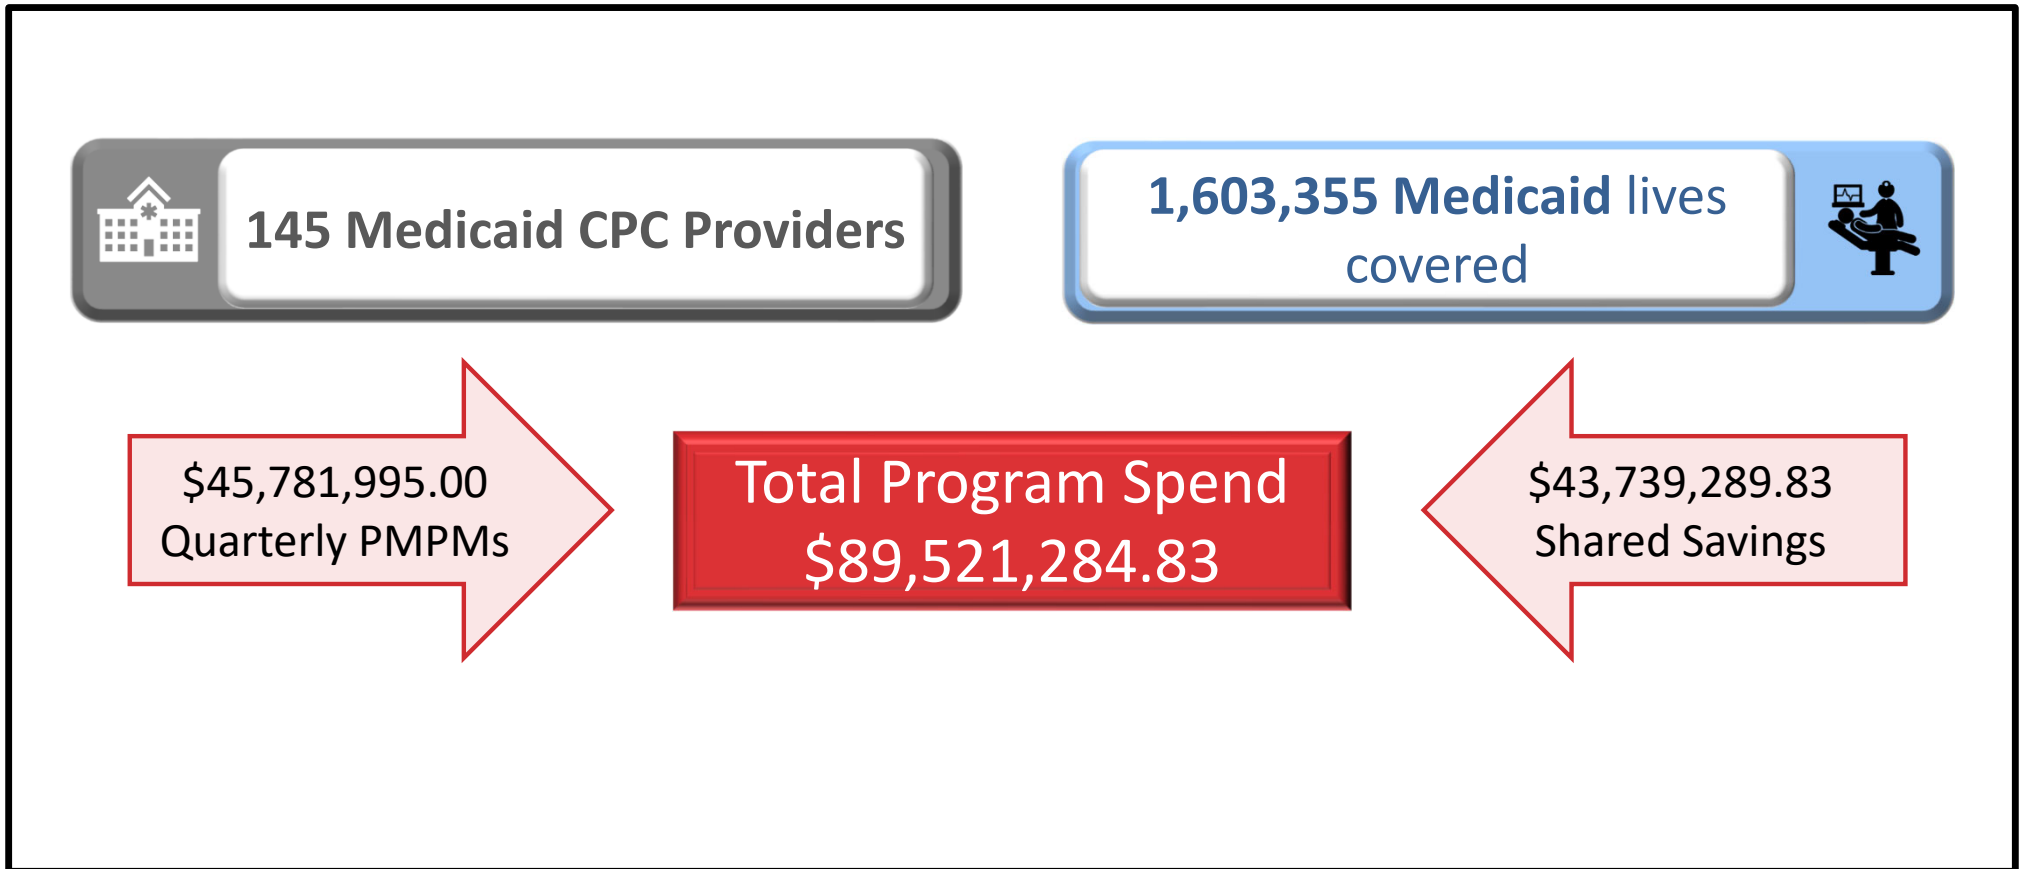 145 Medicaid CPC Providers
1,603,355 Medicaid lives
covered
$45,781,995.00
Quarterly PMPMs
Total Program Spend
$89,521,284.83
$43,739,289.83
Shared Savings